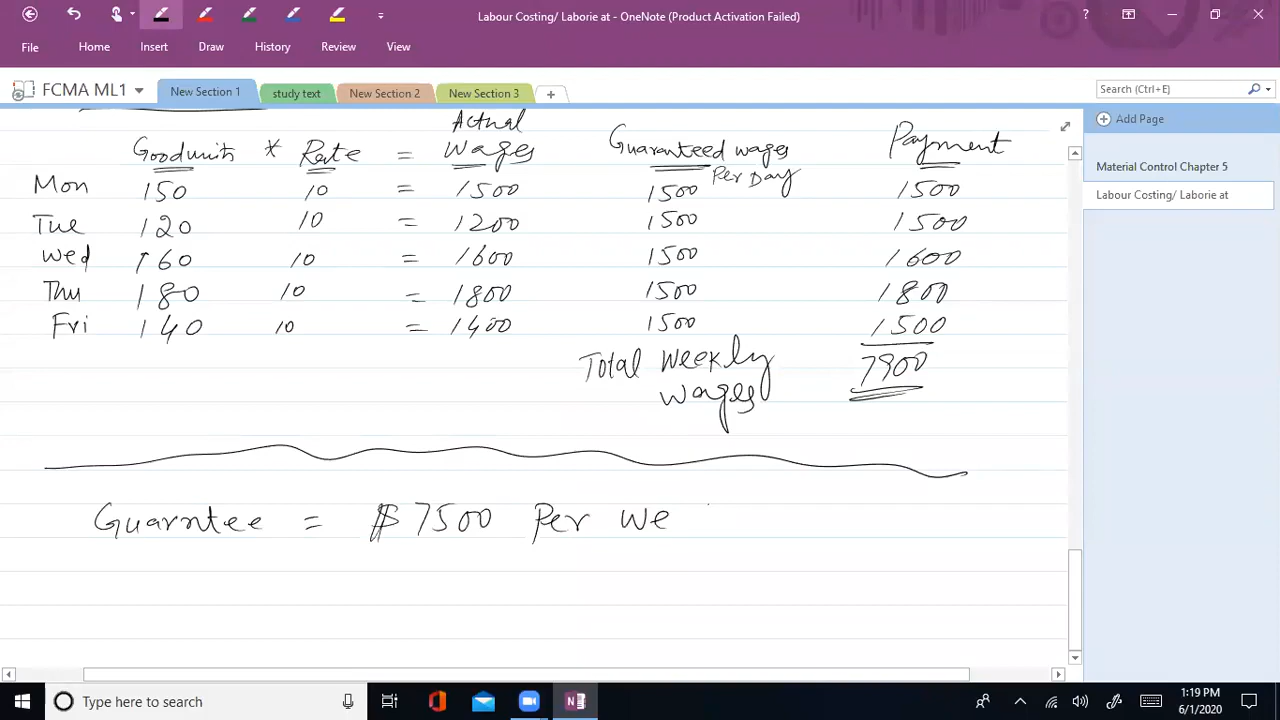 Labour Costing/ Laborie at - OneNote (Product Activation Failed)
File Home Insert Draw History Review View
FCMA ML1 New Section 1 study text New Section 2 New Section 3
Search (Ctrl+E)
Add Page
Material Control Chapter 5
Labour Costing/ Laborie at
Good units * Rate = Actual Wages Guaranteed wages Per Day Payment
Mon 150 10 = 1500 1500 1500
Tue 120 10 = 1200 1500 1500
Wed 160 10 = 1600 1500 1600
Thu 180 10 = 1800 1500 1800
Fri 140 10 = 1400 1500 1500
Total Weekly wages 7900
Guarntee = $ 7500 Per We
Type here to search
1:19 PM
6/1/2020